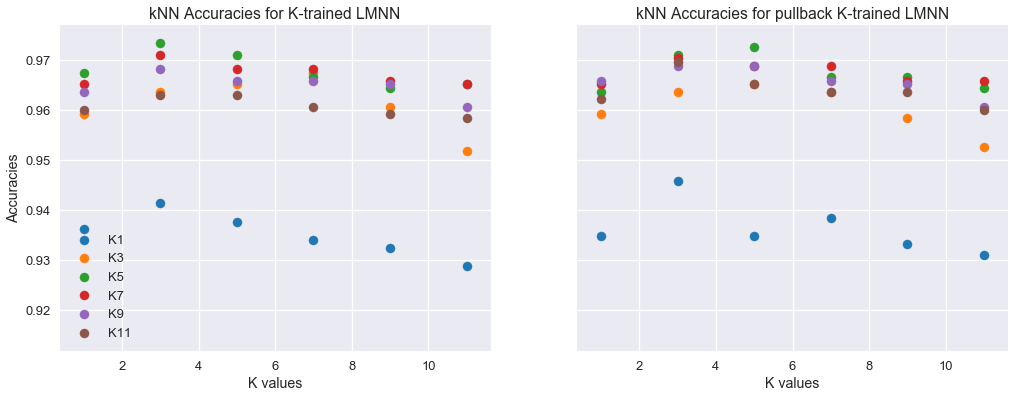 kNN Accuracies for K-trained LMNN
kNN Accuracies for pullback K-trained LMNN
Accuracies
0.97
0.96
0.95
0.94
0.93
0.92
K1
K3
K5
K7
K9
K11
2 4 6 8 10
2 4 6 8 10
K values
K values